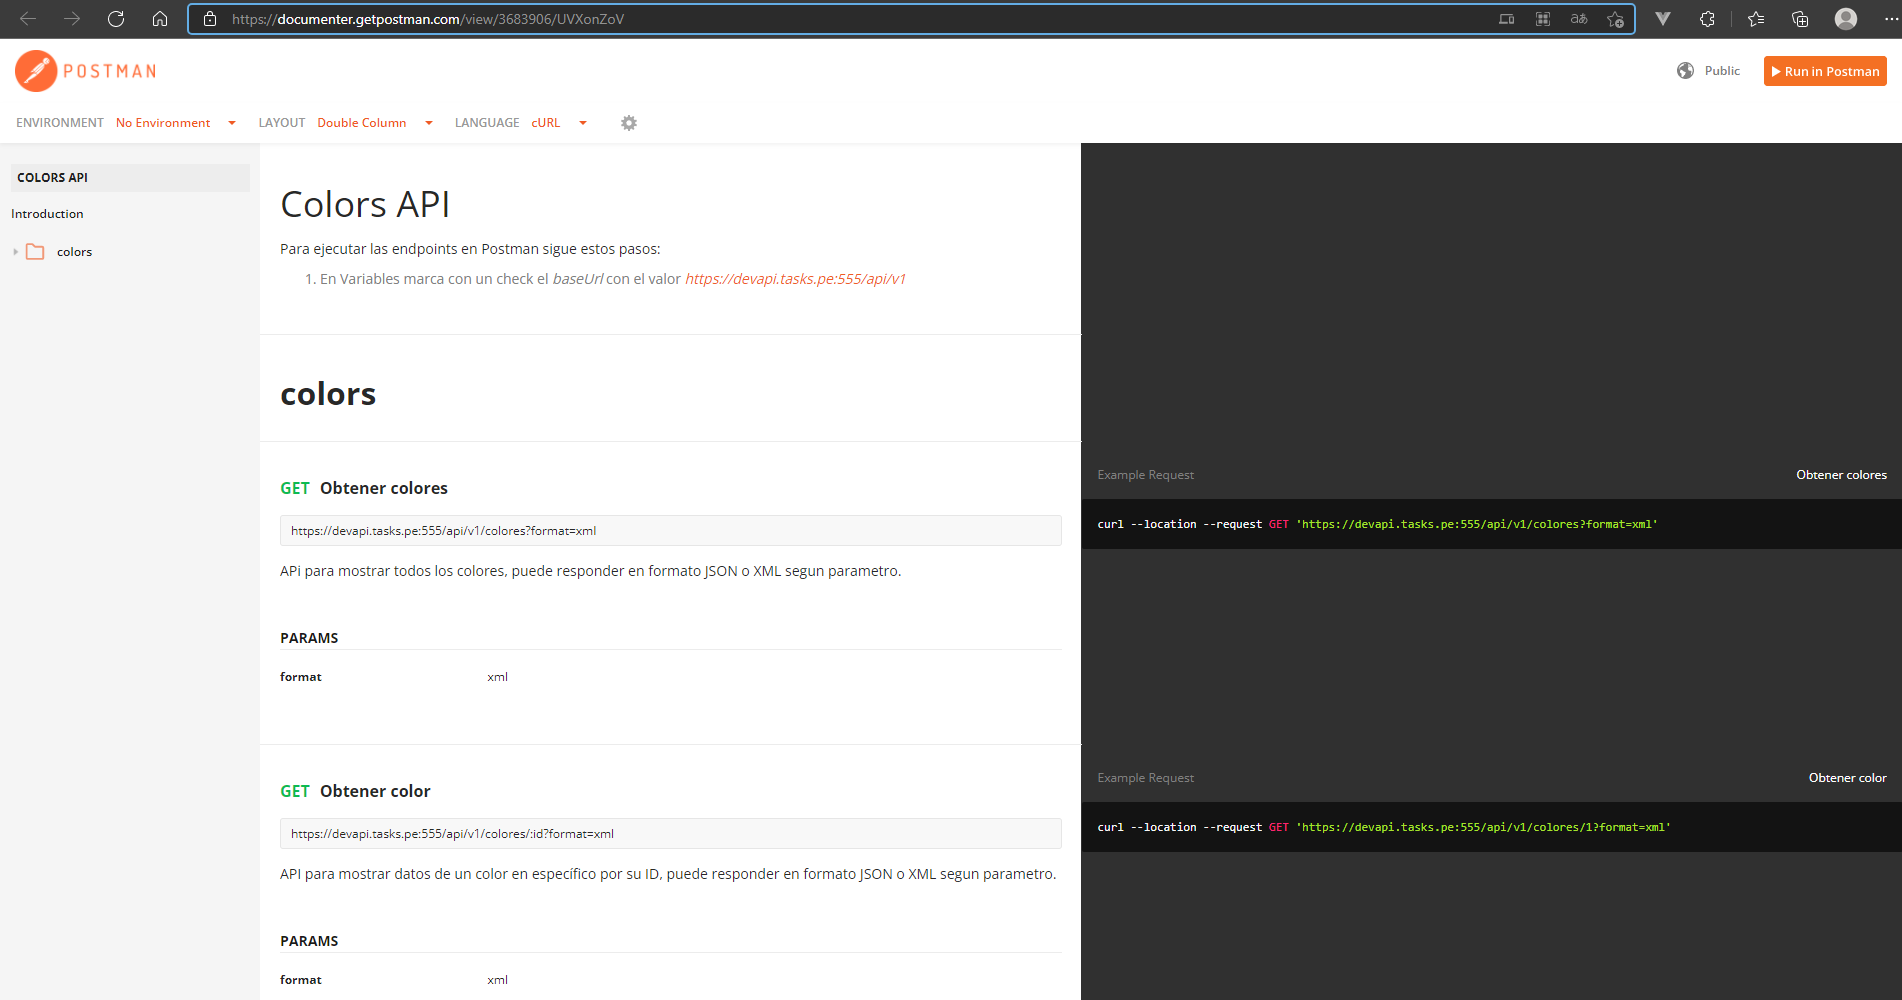 https://documenter.getpostman.com/view/3683906/UVXonZoV
aあ
POSTMAN
Public
Run in Postman
ENVIRONMENT No Environment LAYOUT Double Column LANGUAGE cURL
COLORS API
Introduction
colors
Colors API
Para ejecutar las endpoints en Postman sigue estos pasos:
1. En Variables marca con un check el baseUrl con el valor https://devapi.tasks.pe:555/api/v1
colors
GET Obtener colores
https://devapi.tasks.pe:555/api/v1/colores?format=xml
APi para mostrar todos los colores, puede responder en formato JSON o XML segun parametro.
PARAMS
format xml
Example Request Obtener colores
curl --location --request GET 'https://devapi.tasks.pe:555/api/v1/colores?format=xml'
GET Obtener color
https://devapi.tasks.pe:555/api/v1/colores/:id?format=xml
API para mostrar datos de un color en específico por su ID, puede responder en formato JSON o XML segun parametro.
PARAMS
format xml
Example Request Obtener color
curl --location --request GET 'https://devapi.tasks.pe:555/api/v1/colores/1?format=xml'